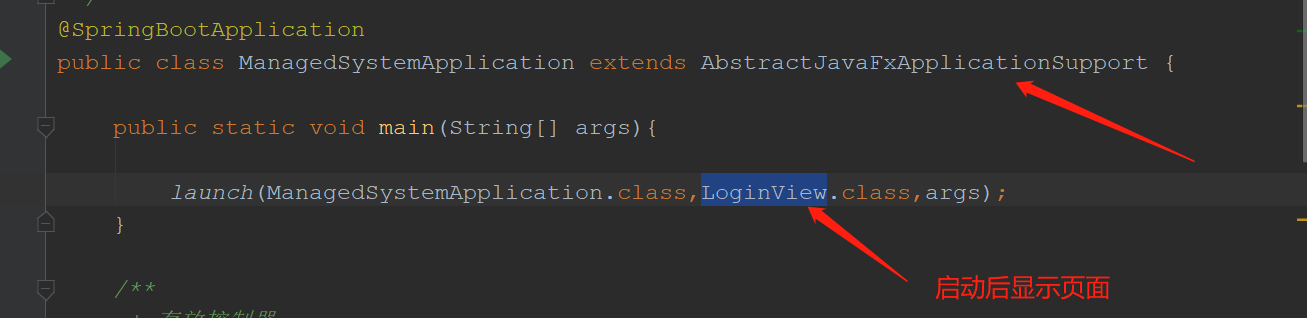 @SpringBootApplication
public class ManagedSystemApplication extends AbstractJavaFxApplicationSupport {
public static void main(String[] args){
launch(ManagedSystemApplication.class,LoginView.class,args);
}
启动后显示页面
/**